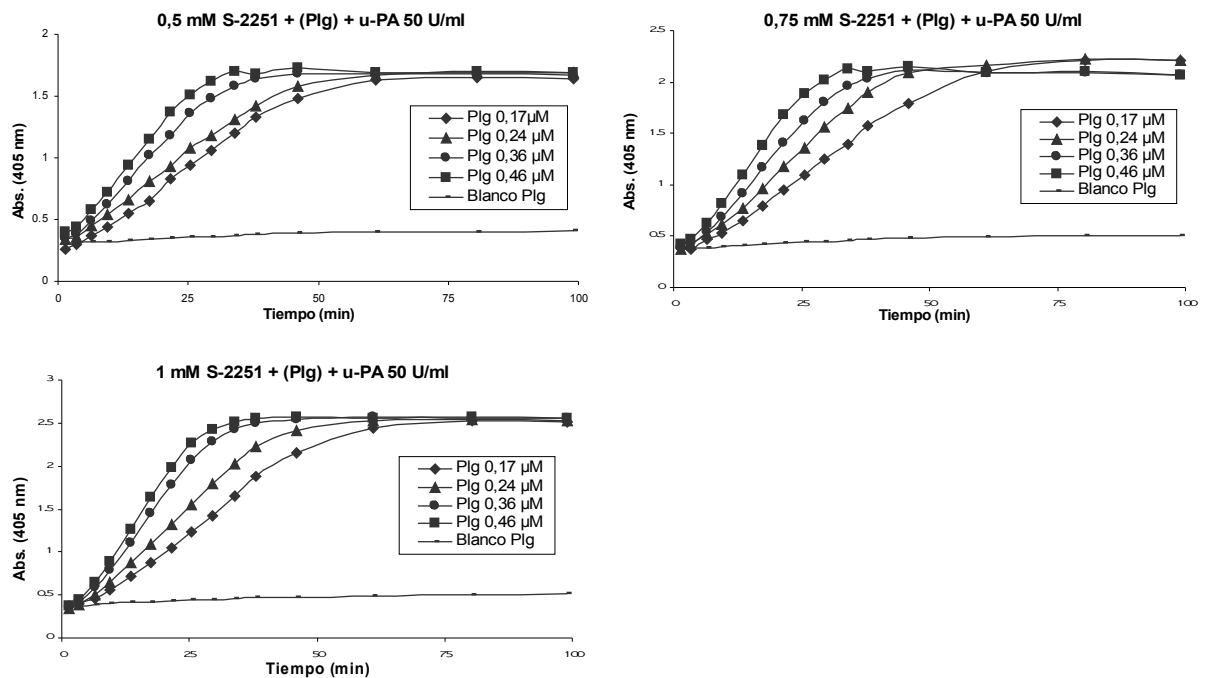 0,5 mM S-2251 + (Plg) + u-PA 50 U/ml
2
1.5
1
0.5
0
Abs. (405 nm)
0
25
50
75
100
Tiempo (min)
Plg 0,17µM
Plg 0,24 µM
Plg 0,36 µM
Plg 0,46 µM
Blanco Plg
0,75 mM S-2251 + (Plg) + u-PA 50 U/ml
2.5
2
1.5
1
0.5
0
Abs. (405 nm)
0
25
50
75
100
Tiempo (min)
Plg 0,17 µM
Plg 0,24 µM
Plg 0,36 µM
Plg 0,46 µM
Blanco Plg
1 mM S-2251 + (Plg) + u-PA 50 U/ml
3
2.5
2
1.5
1
0.5
0
Abs. (405 nm)
0
25
50
75
100
Tiempo (min)
Plg 0,17 µM
Plg 0,24 µM
Plg 0,36 µM
Plg 0,46 µM
Blanco Plg